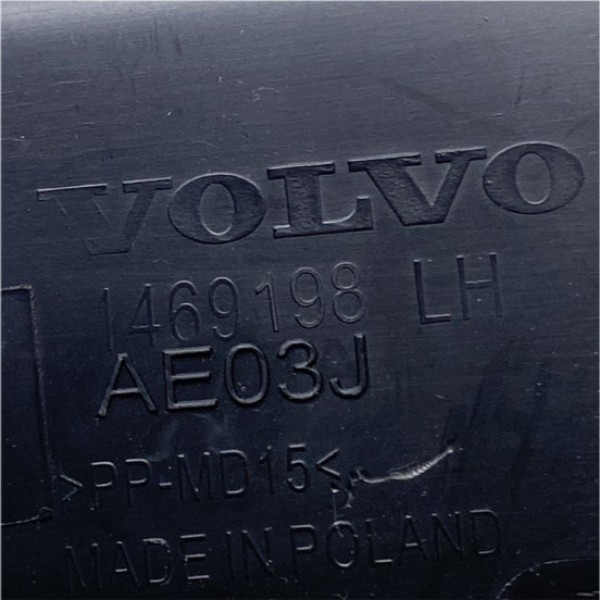 VOLVO
1469198 LH
AE03J
>PP-MD15<
MADE IN POLAND